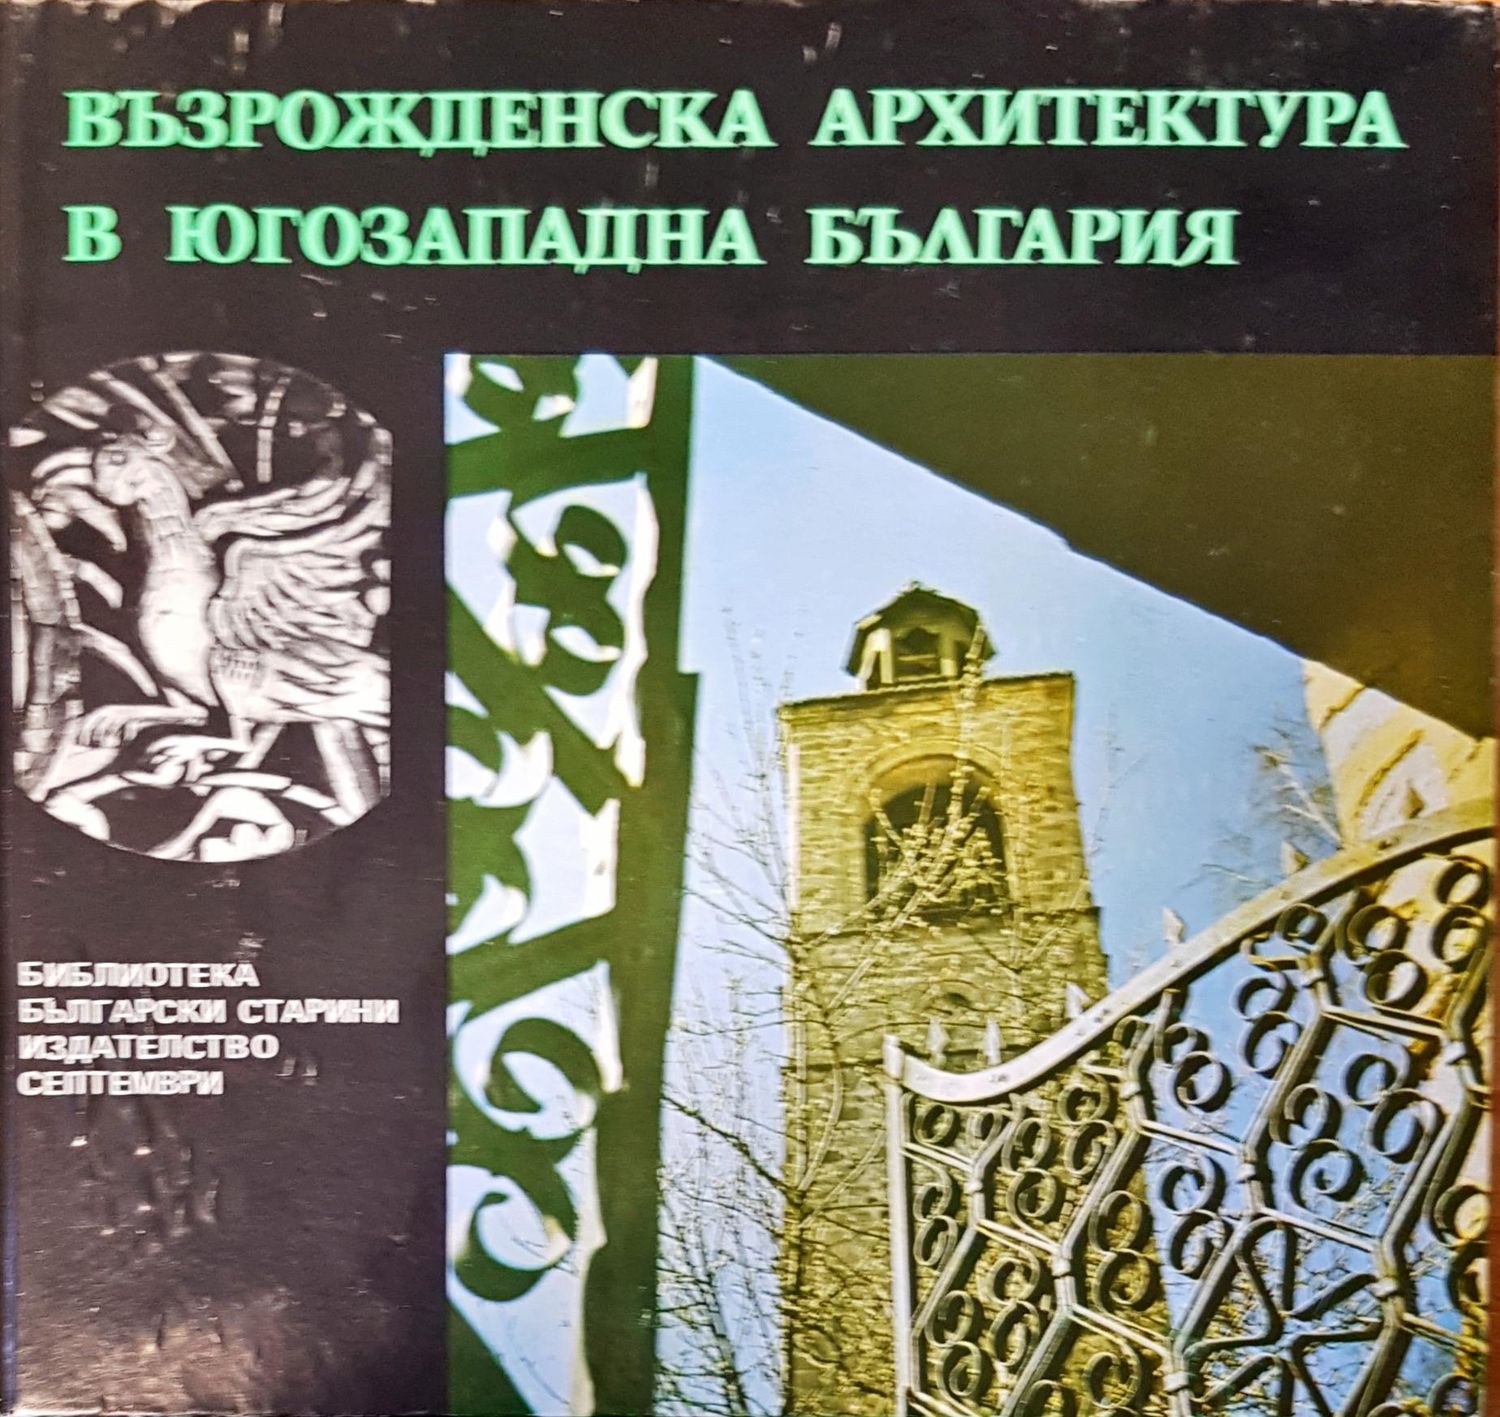 ВЪЗРОЖДЕНСКА АРХИТЕКТУРА
В ЮГОЗАПАДНА БЪЛГАРИЯ
БИБЛИОТЕКА
БЪЛГАРСКИ СТАРИНИ
ИЗДАТЕЛСТВО
СЕПТЕМВРИ